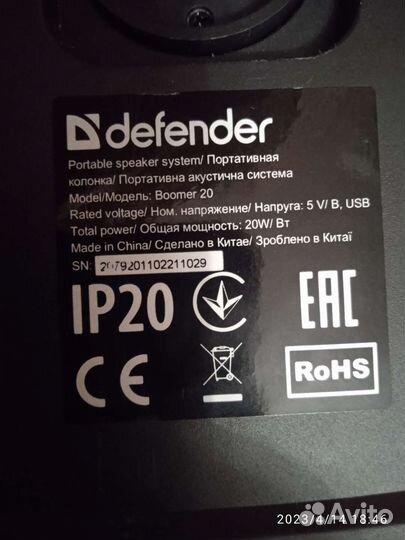 defender
Portable speaker system/ Портативная
колонка/ Портативна акустична система
Model/Модель: Boomer 20
Rated voltage/ Ном. напряжение/ Напруга: 5 V/ В, USB
Total power/ Общая мощность: 20W/ Вт
Made in China/ Сделано в Китае/ Зроблено в Китаї
SN: 2079201102211029
IP20 EAC
CE RoHS
2023/4/14 18:46
Avito